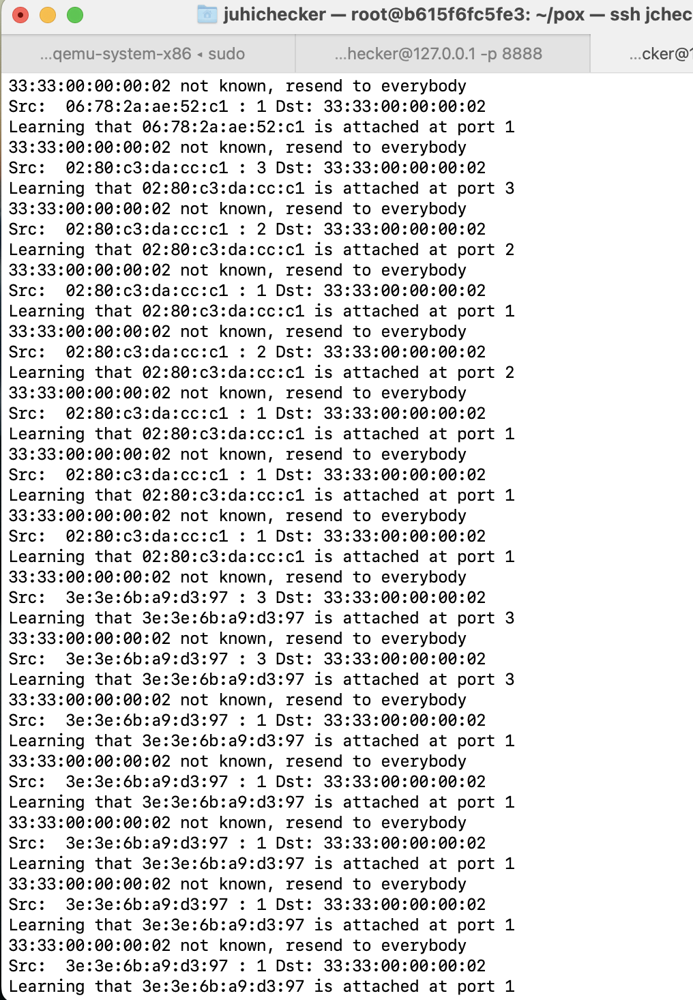 juhichecker — root@b615f6fc5fe3: ~/pox — ssh jchec
...qemu-system-x86 ◂ sudo
...hecker@127.0.0.1 -p 8888
...cker@1
33:33:00:00:00:02 not known, resend to everybody
Src:  06:78:2a:ae:52:c1 : 1 Dst: 33:33:00:00:00:02
Learning that 06:78:2a:ae:52:c1 is attached at port 1
33:33:00:00:00:02 not known, resend to everybody
Src:  02:80:c3:da:cc:c1 : 3 Dst: 33:33:00:00:00:02
Learning that 02:80:c3:da:cc:c1 is attached at port 3
33:33:00:00:00:02 not known, resend to everybody
Src:  02:80:c3:da:cc:c1 : 2 Dst: 33:33:00:00:00:02
Learning that 02:80:c3:da:cc:c1 is attached at port 2
33:33:00:00:00:02 not known, resend to everybody
Src:  02:80:c3:da:cc:c1 : 1 Dst: 33:33:00:00:00:02
Learning that 02:80:c3:da:cc:c1 is attached at port 1
33:33:00:00:00:02 not known, resend to everybody
Src:  02:80:c3:da:cc:c1 : 2 Dst: 33:33:00:00:00:02
Learning that 02:80:c3:da:cc:c1 is attached at port 2
33:33:00:00:00:02 not known, resend to everybody
Src:  02:80:c3:da:cc:c1 : 1 Dst: 33:33:00:00:00:02
Learning that 02:80:c3:da:cc:c1 is attached at port 1
33:33:00:00:00:02 not known, resend to everybody
Src:  02:80:c3:da:cc:c1 : 1 Dst: 33:33:00:00:00:02
Learning that 02:80:c3:da:cc:c1 is attached at port 1
33:33:00:00:00:02 not known, resend to everybody
Src:  02:80:c3:da:cc:c1 : 1 Dst: 33:33:00:00:00:02
Learning that 02:80:c3:da:cc:c1 is attached at port 1
33:33:00:00:00:02 not known, resend to everybody
Src:  3e:3e:6b:a9:d3:97 : 3 Dst: 33:33:00:00:00:02
Learning that 3e:3e:6b:a9:d3:97 is attached at port 3
33:33:00:00:00:02 not known, resend to everybody
Src:  3e:3e:6b:a9:d3:97 : 3 Dst: 33:33:00:00:00:02
Learning that 3e:3e:6b:a9:d3:97 is attached at port 3
33:33:00:00:00:02 not known, resend to everybody
Src:  3e:3e:6b:a9:d3:97 : 1 Dst: 33:33:00:00:00:02
Learning that 3e:3e:6b:a9:d3:97 is attached at port 1
33:33:00:00:00:02 not known, resend to everybody
Src:  3e:3e:6b:a9:d3:97 : 1 Dst: 33:33:00:00:00:02
Learning that 3e:3e:6b:a9:d3:97 is attached at port 1
33:33:00:00:00:02 not known, resend to everybody
Src:  3e:3e:6b:a9:d3:97 : 1 Dst: 33:33:00:00:00:02
Learning that 3e:3e:6b:a9:d3:97 is attached at port 1
33:33:00:00:00:02 not known, resend to everybody
Src:  3e:3e:6b:a9:d3:97 : 1 Dst: 33:33:00:00:00:02
Learning that 3e:3e:6b:a9:d3:97 is attached at port 1
33:33:00:00:00:02 not known, resend to everybody
Src:  3e:3e:6b:a9:d3:97 : 1 Dst: 33:33:00:00:00:02
Learning that 3e:3e:6b:a9:d3:97 is attached at port 1